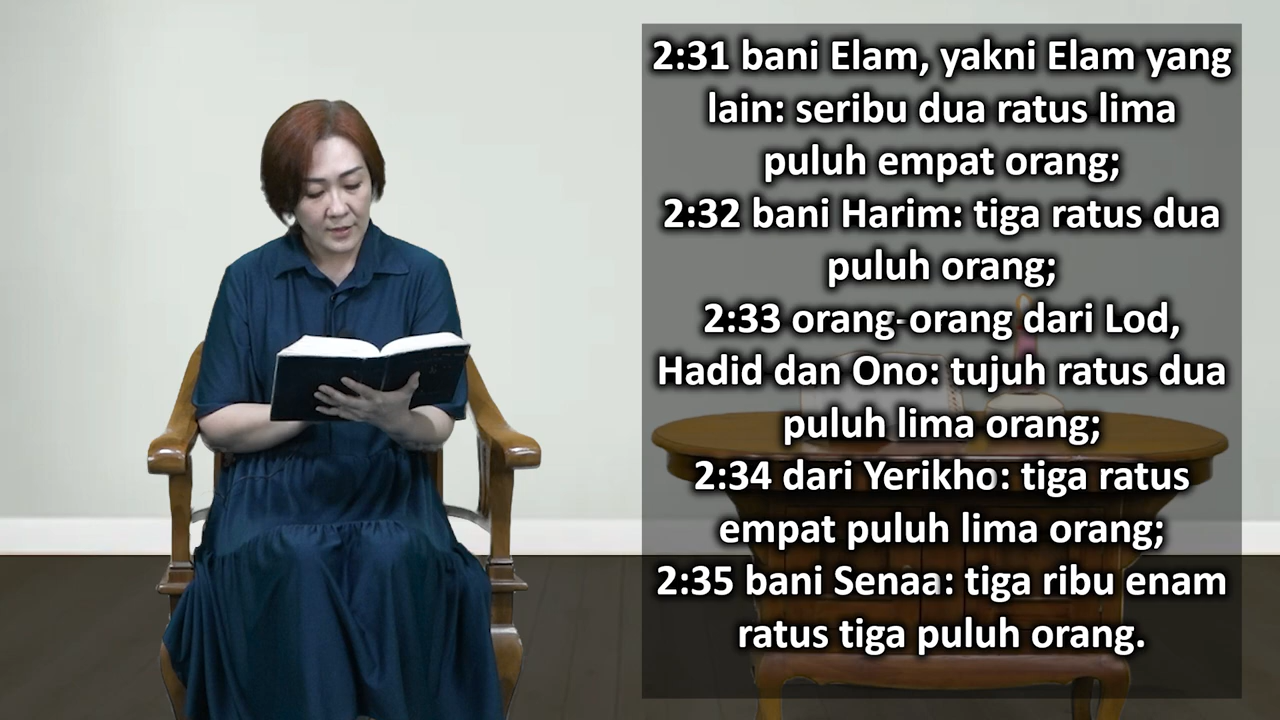 2:31 bani Elam, yakni Elam yang
lain: seribu dua ratus lima
puluh empat orang;
2:32 bani Harim: tiga ratus dua
puluh orang;
2:33 orang-orang dari Lod,
Hadid dan Ono: tujuh ratus dua
puluh lima orang;
2:34 dari Yerikho: tiga ratus
empat puluh lima orang;
2:35 bani Senaa: tiga ribu enam
ratus tiga puluh orang.